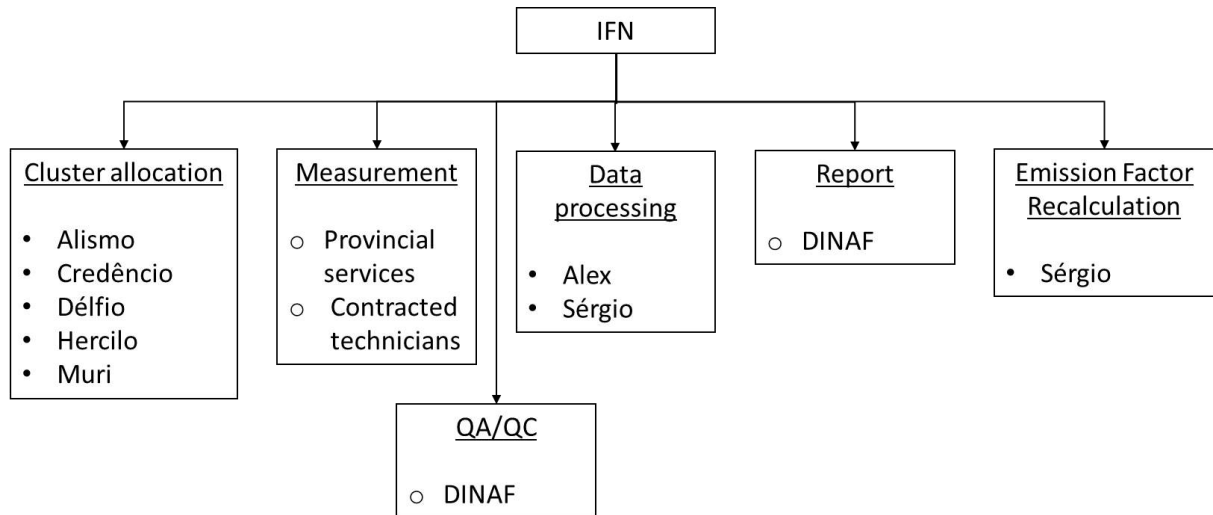 IFN
Cluster allocation
• Alismo
• Credêncio
• Délfio
• Hercilo
• Muri
Measurement
o Provincial
services
o Contracted
technicians
Data
processing
• Alex
• Sérgio
Report
o DINAF
Emission Factor
Recalculation
• Sérgio
QA/QC
o DINAF